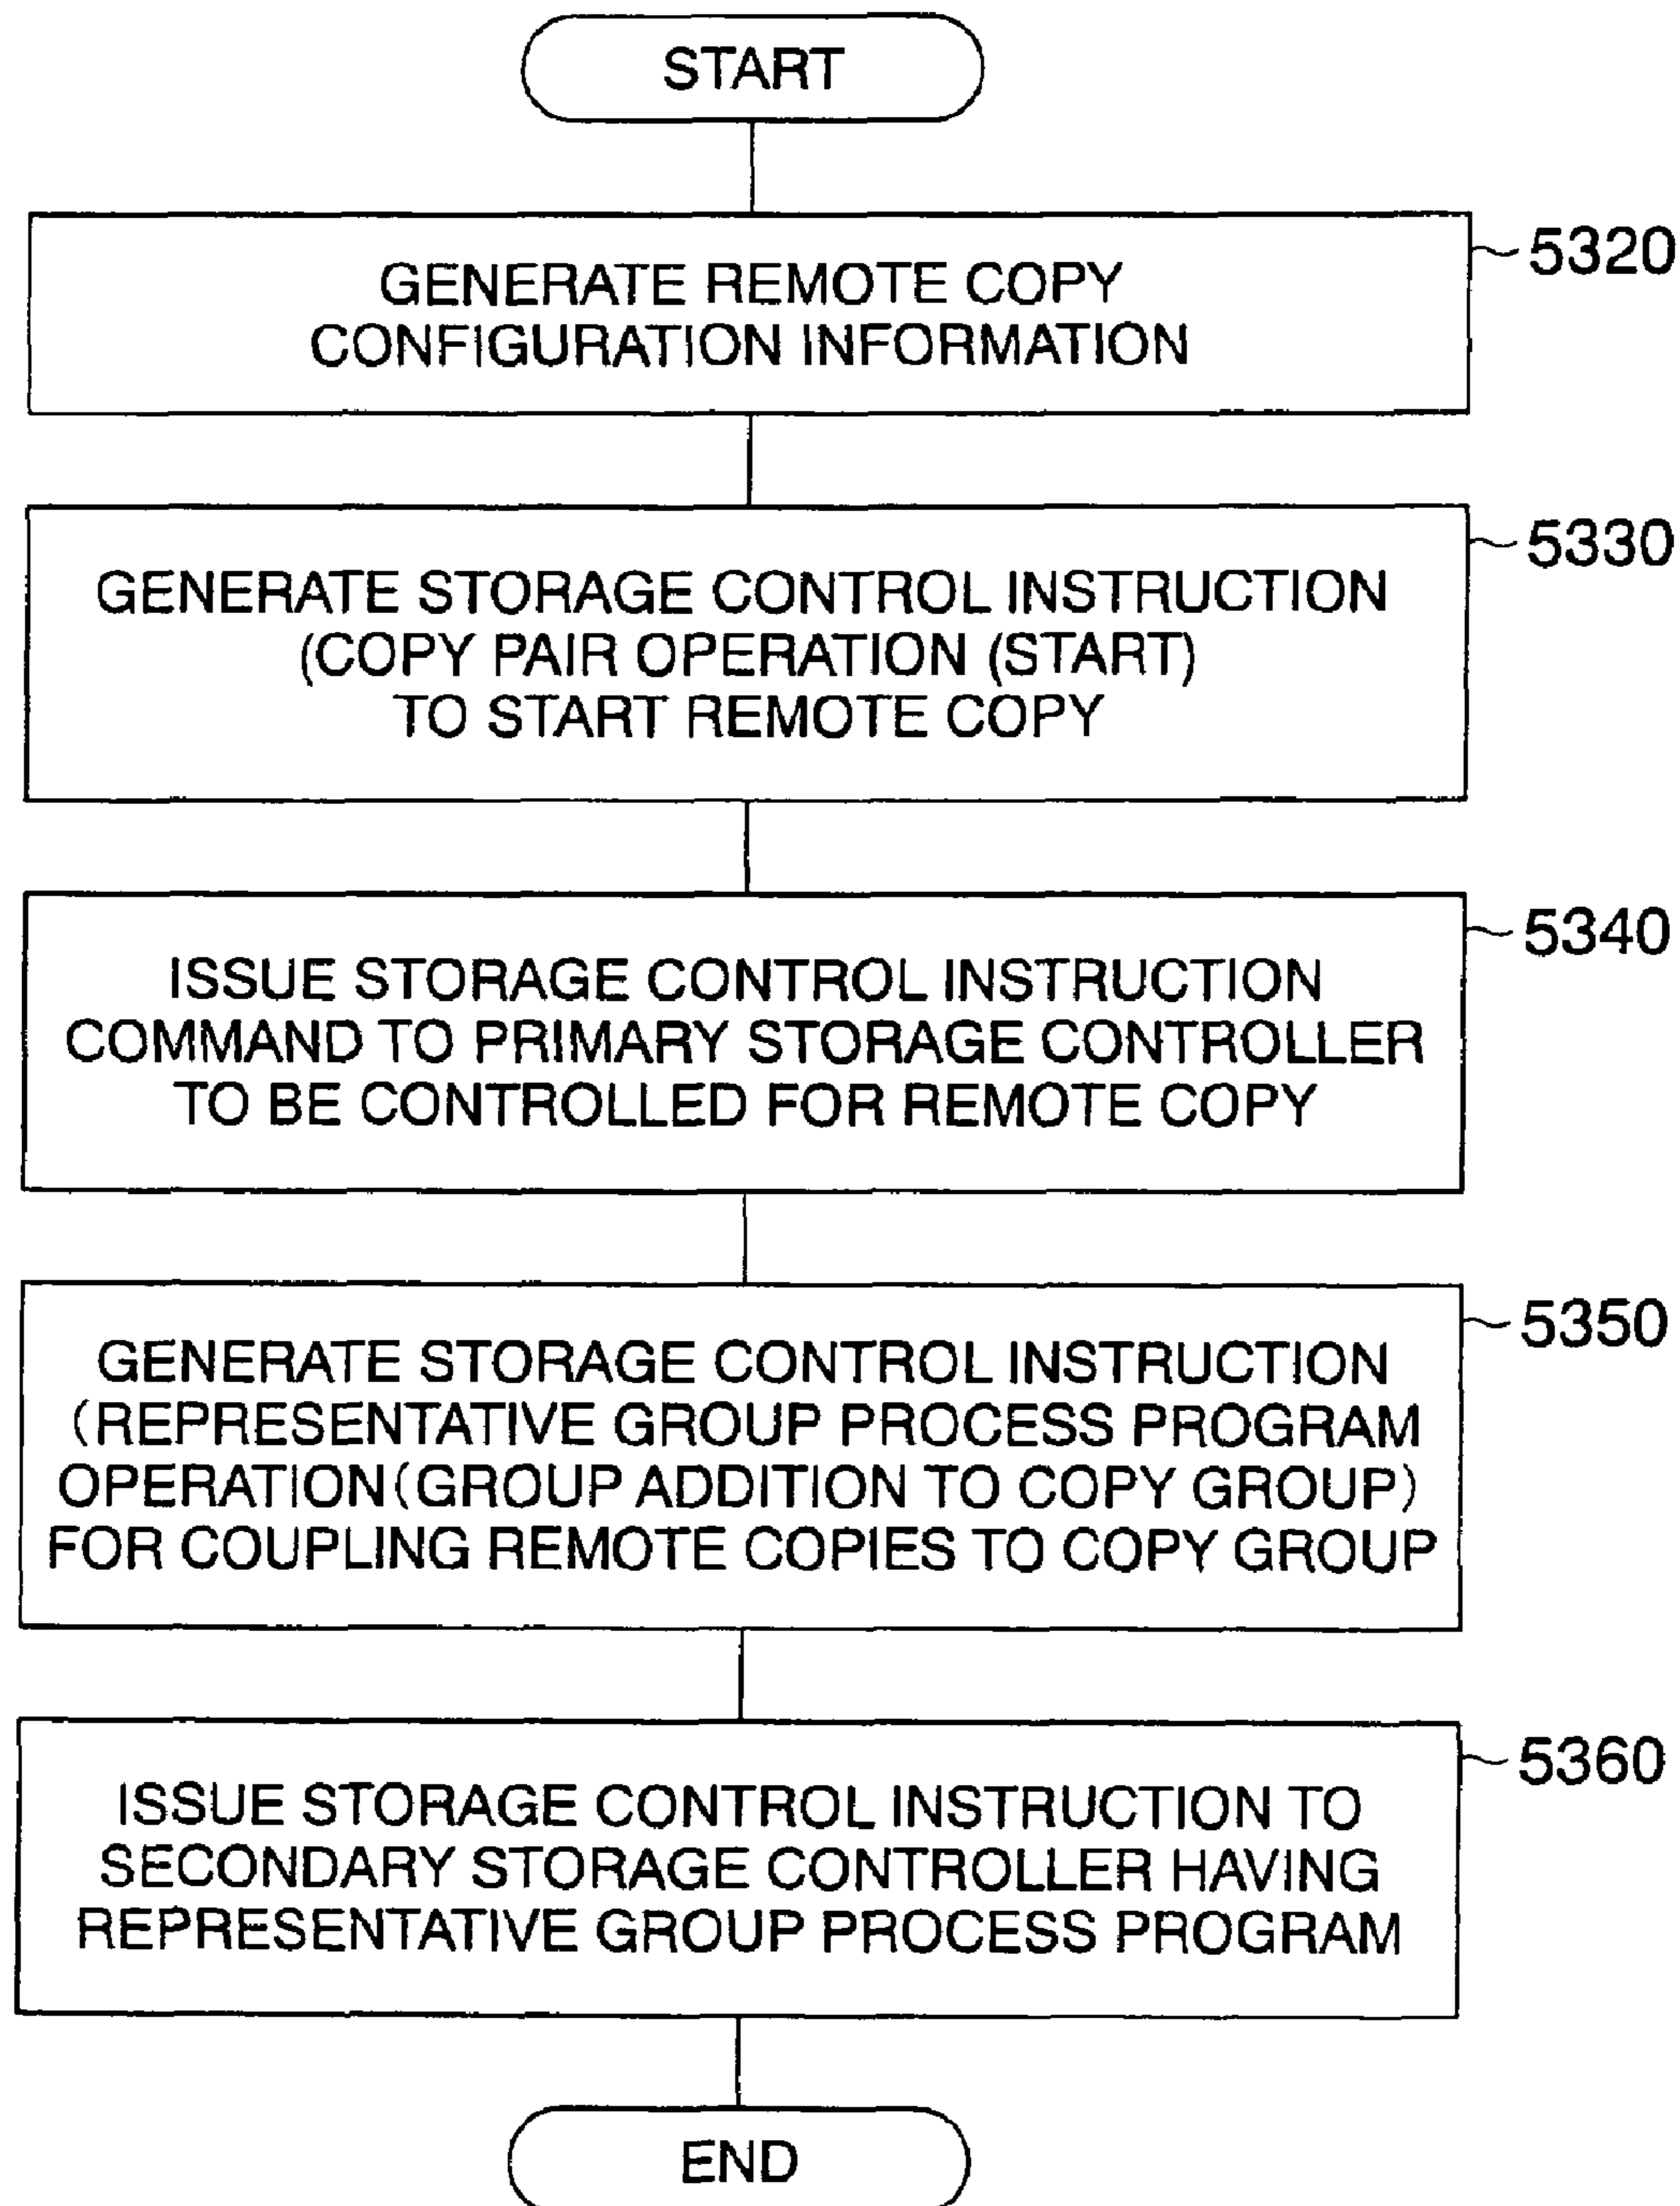 START
5320
GENERATE REMOTE COPY
CONFIGURATION INFORMATION
5330
GENERATE STORAGE CONTROL INSTRUCTION
(COPY PAIR OPERATION (START)
TO START REMOTE COPY
5340
ISSUE STORAGE CONTROL INSTRUCTION
COMMAND TO PRIMARY STORAGE CONTROLLER
TO BE CONTROLLED FOR REMOTE COPY
5350
GENERATE STORAGE CONTROL INSTRUCTION
(REPRESENTATIVE GROUP PROCESS PROGRAM
OPERATION(GROUP ADDITION TO COPY GROUP)
FOR COUPLING REMOTE COPIES TO COPY GROUP
5360
ISSUE STORAGE CONTROL INSTRUCTION TO
SECONDARY STORAGE CONTROLLER HAVING
REPRESENTATIVE GROUP PROCESS PROGRAM
END